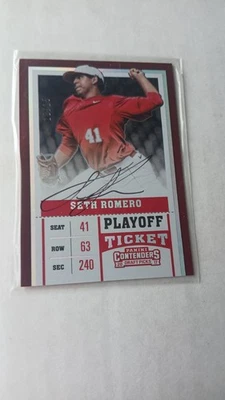 41
SETH ROMERO
SEAT 41 PLAYOFF
ROW 63 TICKET
SEC 240 PANINI
CONTENDERS
DRAFT PICKS